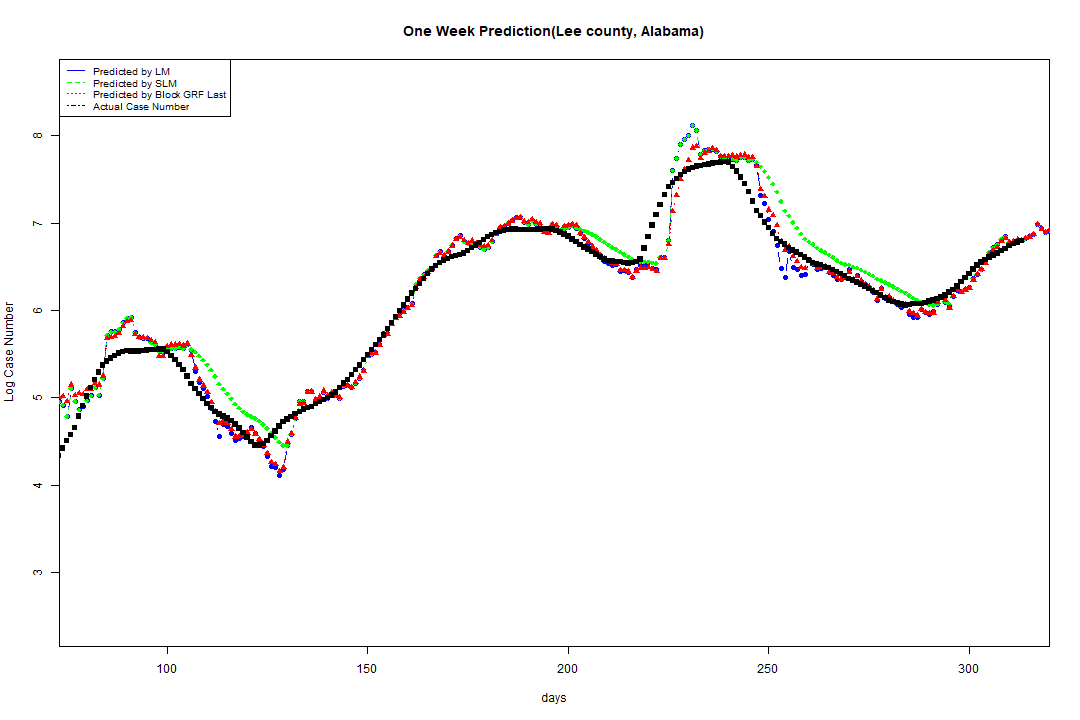 One Week Prediction(Lee county, Alabama)
Predicted by LM
Predicted by SLM
Predicted by Block GRF Last
Actual Case Number
8
7
6
5
4
3
Log Case Number
100 150 200 250 300
days